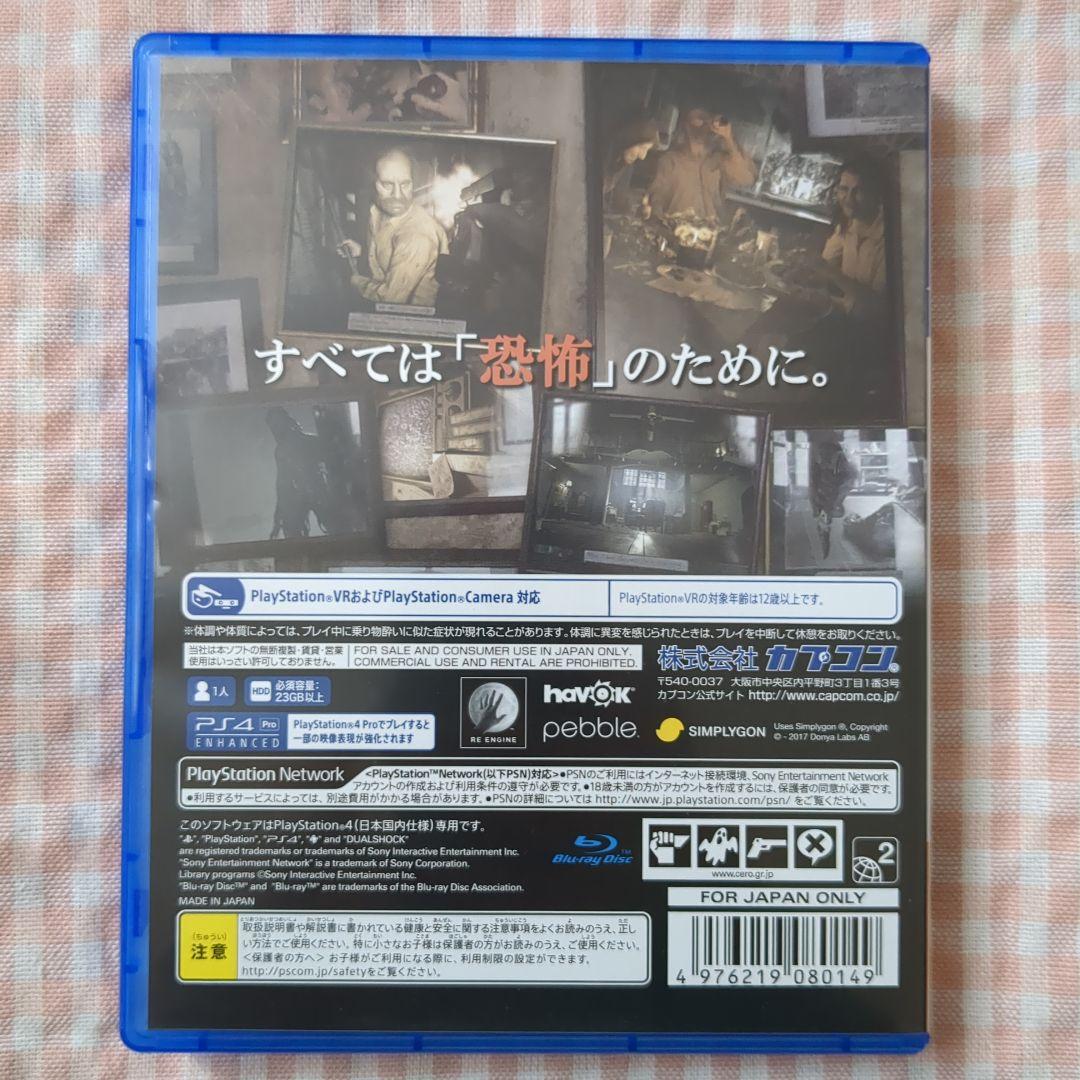 すべては「恐怖」のために。
PlayStation®VRおよびPlayStation®Camera 対応
PlayStation®VRの対象年齢は12歳以上です。
※体調や体質によっては、プレイ中に乗り物酔いに似た症状が現れることがあります。体調に異変を感じられたときは、プレイを中断して休憩をお取りください。
当社は本ソフトの無断複製・賃貸・営業
使用はいっさい許可しておりません。
FOR SALE AND CONSUMER USE IN JAPAN ONLY.
COMMERCIAL USE AND RENTAL ARE PROHIBITED.
株式会社 カプコン®
〒540-0037 大阪市中央区内平野町3丁目1番3号
カプコン公式サイト http://www.capcom.co.jp/
1人
HDD 必須容量:
23GB以上
PS4 Pro
ENHANCED
PlayStation®4 Proでプレイすると
一部の映像表現が強化されます
RE ENGINE
havok
pebble.
SIMPLYGON
Uses Simplygon ®, Copyright
© - 2017 Donya Labs AB
PlayStation Network
<PlayStation™Network(以下PSN)対応>●PSNのご利用にはインターネット接続環境、Sony Entertainment Network
アカウントの作成および利用条件の遵守が必要です。●18歳未満の方がアカウントを作成するには、保護者の同意が必要です。
●利用するサービスによっては、別途費用がかかる場合があります。●PSNの詳細については http://www.jp.playstation.com/psn/ をご覧ください。
このソフトウェアはPlayStation®4(日本国内仕様)専用です。
"PlayStation", "PS4", and "DUALSHOCK"
are registered trademarks or trademarks of Sony Interactive Entertainment Inc.
"Sony Entertainment Network" is a trademark of Sony Corporation.
Library programs ©Sony Interactive Entertainment Inc.
"Blu-ray Disc™" and "Blu-ray™" are trademarks of the Blu-ray Disc Association.
MADE IN JAPAN
Blu-ray Disc™
www.cero.gr.jp
2
FOR JAPAN ONLY
(ちゅうい)
注意
取扱説明書や解説書に書かれている健康と安全に関する注意事項をよくお読みのうえ、正し
い方法でご使用ください。特に小さなお子様は保護者の方がお読みのうえ、ご使用ください。
<保護者の方へ> お子様がご利用になる際に、利用制限の設定ができます。
http://pscom.jp/safetyをご覧ください。
4 976219 080149